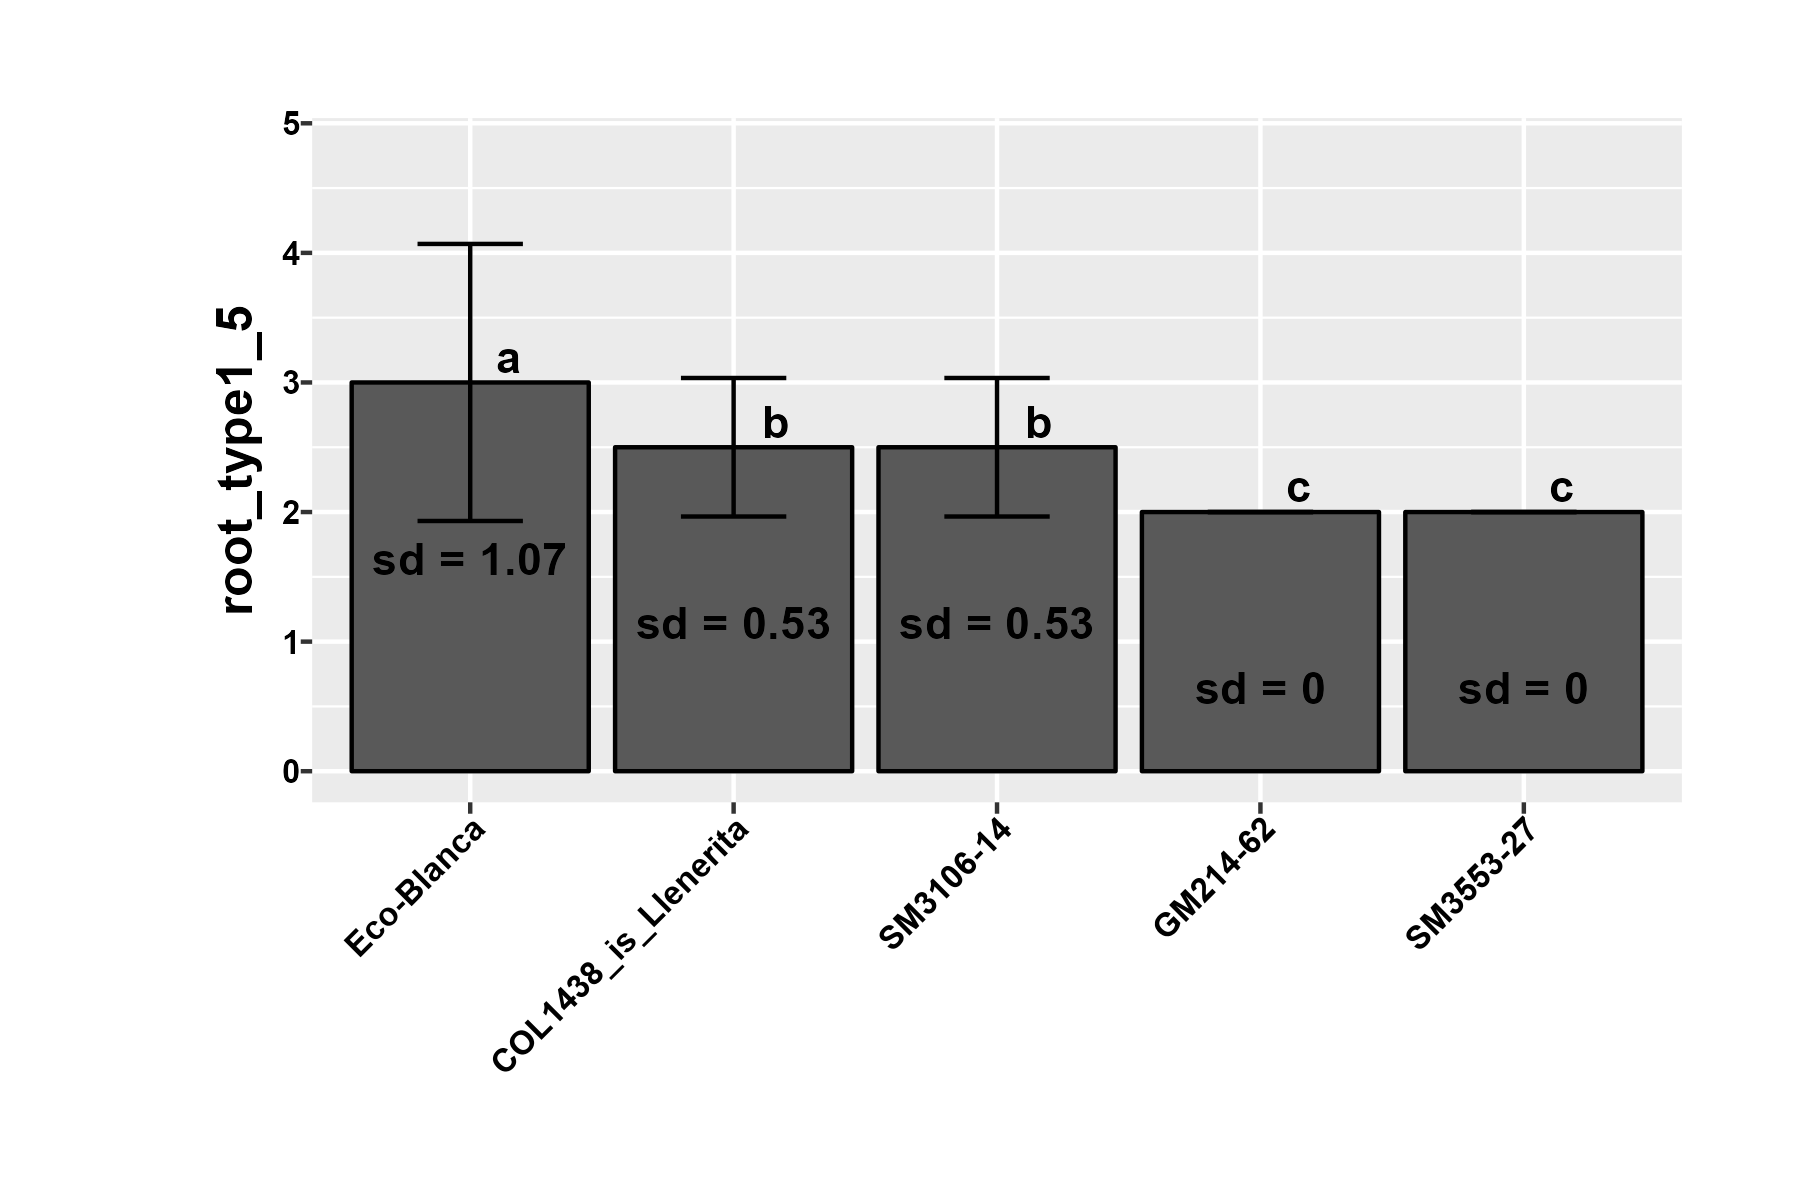 root_type1_5
5
4
3
2
1
0
a
b
b
c
c
sd = 1.07
sd = 0.53
sd = 0.53
sd = 0
sd = 0
Eco-Blanca
COL1438_is_Llenerita
SM3106-14
GM214-62
SM3553-27